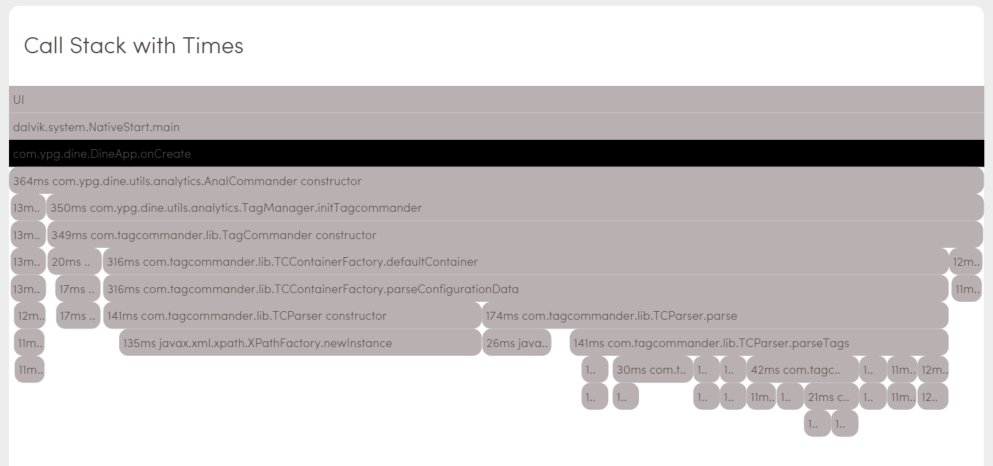 Call Stack with Times
UI
dalvik.system.NativeStart.main
com.ypg.dine.DineApp.onCreate
364ms com.ypg.dine.utils.analytics.AnalCommander constructor
13m.. 350ms com.ypg.dine.utils.analytics.TagManager.initTagcommander
13m.. 349ms com.tagcommander.lib.TagCommander constructor
13m.. 20ms .. 316ms com.tagcommander.lib.TCContainerFactory.defaultContainer 12m..
13m.. 17ms .. 316ms com.tagcommander.lib.TCContainerFactory.parseConfigurationData 11m..
12m.. 17ms .. 141ms com.tagcommander.lib.TCParser constructor 174ms com.tagcommander.lib.TCParser.parse
11m.. 135ms javax.xml.xpath.XPathFactory.newInstance 26ms java.. 141ms com.tagcommander.lib.TCParser.parseTags
11m.. 1.. 30ms com.t.. 1.. 1.. 42ms com.tagc.. 1.. 11m.. 12m..
1.. 1.. 1.. 1.. 11m.. 1.. 21ms c.. 1.. 11m.. 12..
1.. 1..